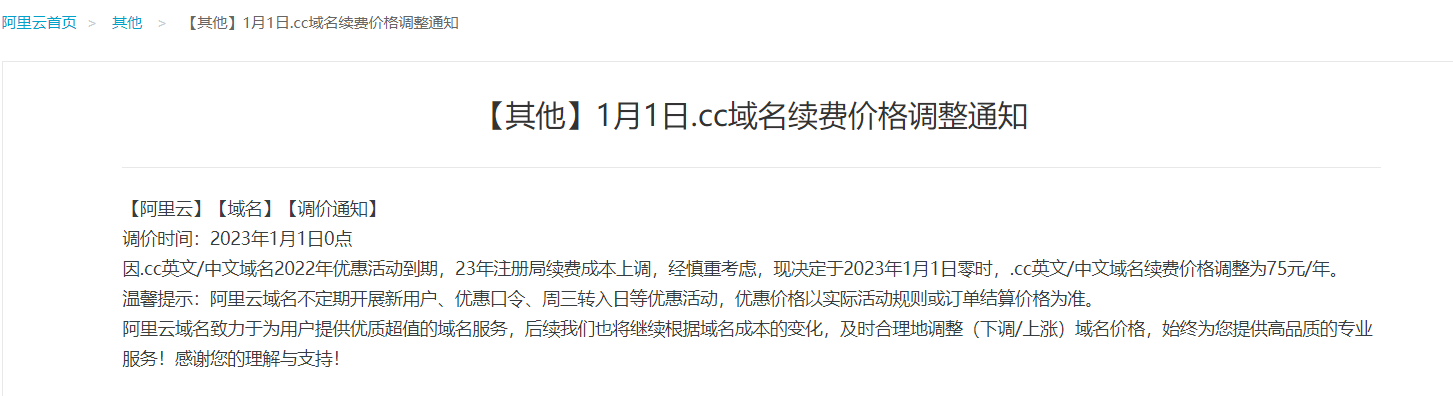 阿里云首页 > 其他 > 【其他】1月1日.cc域名续费价格调整通知
【其他】1月1日.cc域名续费价格调整通知
【阿里云】【域名】【调价通知】
调价时间：2023年1月1日0点
因.cc英文/中文域名2022年优惠活动到期，23年注册局续费成本上调，经慎重考虑，现决定于2023年1月1日零时，.cc英文/中文域名续费价格调整为75元/年。
温馨提示：阿里云域名不定期开展新用户、优惠口令、周三转入日等优惠活动，优惠价格以实际活动规则或订单结算价格为准。
阿里云域名致力于为用户提供优质超值的域名服务，后续我们也将继续根据域名成本的变化，及时合理地调整（下调/上涨）域名价格，始终为您提供高品质的专业
服务！感谢您的理解与支持！